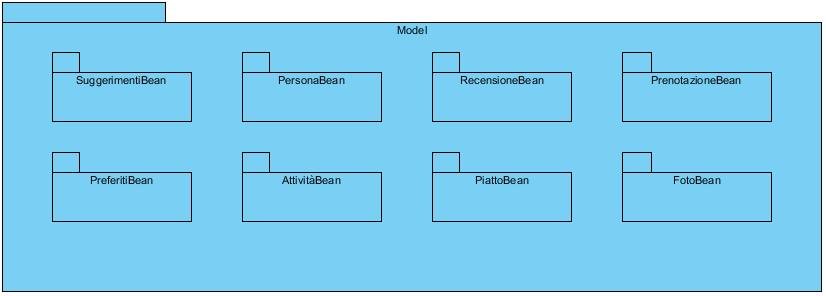 Model
SuggerimentiBean
PersonaBean
RecensioneBean
PrenotazioneBean
PreferitiBean
AttivitàBean
PiattoBean
FotoBean